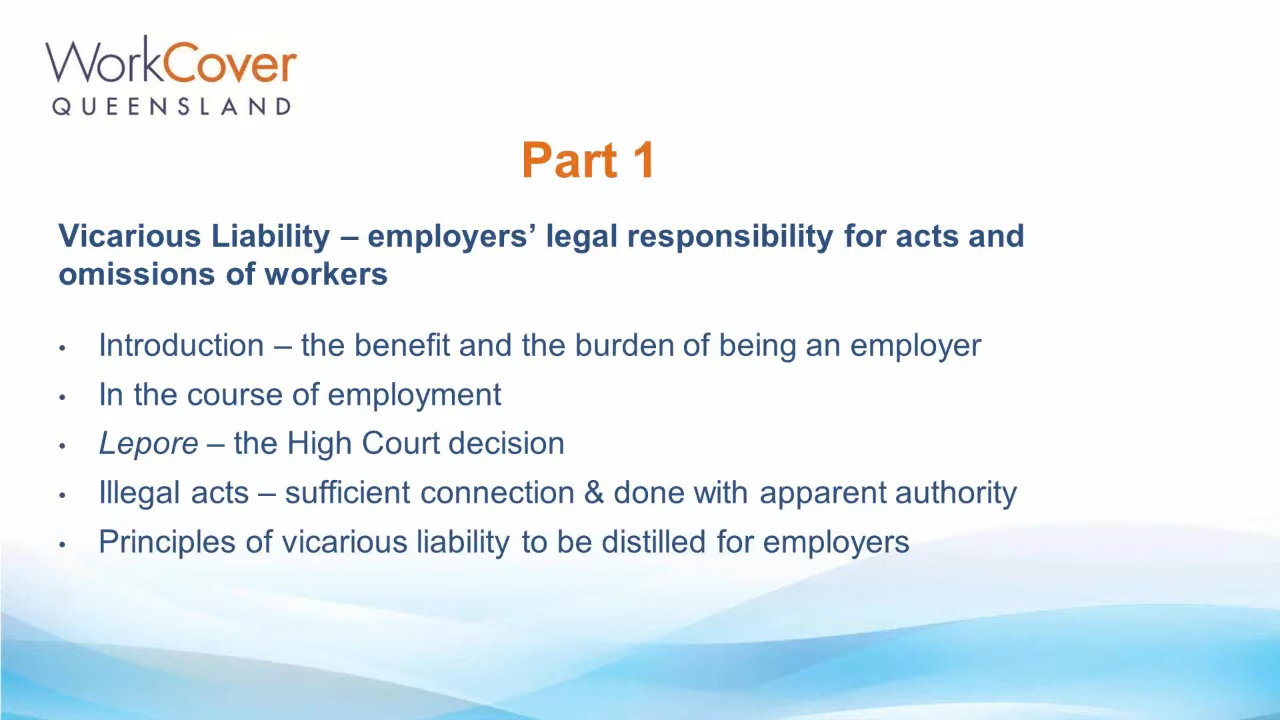 WorkCover
QUEENSLAND
Part 1
Vicarious Liability – employers’ legal responsibility for acts and
omissions of workers
• Introduction – the benefit and the burden of being an employer
• In the course of employment
• Lepore – the High Court decision
• Illegal acts – sufficient connection & done with apparent authority
• Principles of vicarious liability to be distilled for employers